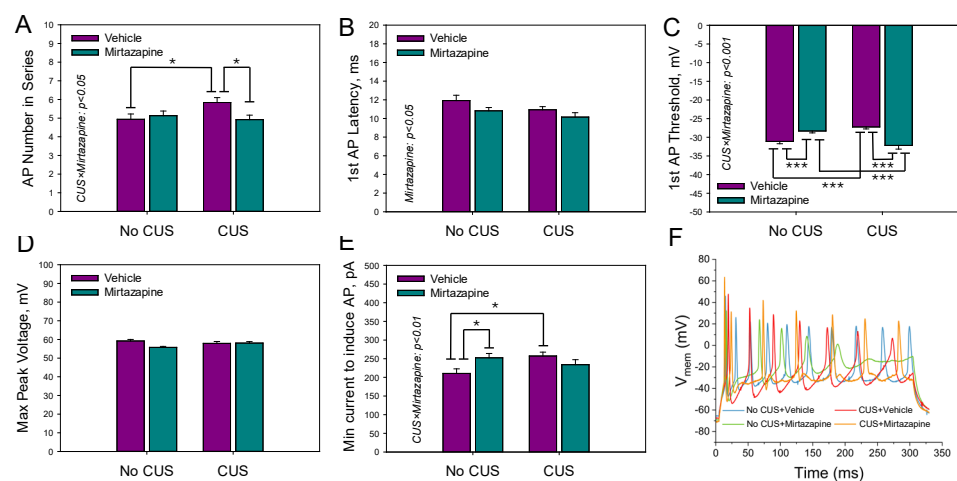 A
AP Number in Series
10
9
8
7
6
5
4
3
2
1
0
Vehicle
Mirtazapine
CUS×Mirtazapine: p<0.05
*
*
No CUS
CUS
B
1st AP Latency, ms
20
18
16
14
12
10
8
6
4
2
0
Vehicle
Mirtazapine
Mirtazapine: p<0.05
No CUS
CUS
C
1st AP Threshold, mV
0
-5
-10
-15
-20
-25
-30
-35
-40
-45
-50
No CUS
CUS
CUS×Mirtazapine: p<0.001
***
***
***
***
Vehicle
Mirtazapine
D
Max Peak Voltage, mV
100
90
80
70
60
50
40
30
20
10
0
Vehicle
Mirtazapine
No CUS
CUS
E
Min current to induce AP, pA
500
450
400
350
300
250
200
150
100
50
0
Vehicle
Mirtazapine
CUS×Mirtazapine: p<0.01
*
*
No CUS
CUS
F
Vmem (mV)
80
60
40
20
0
-20
-40
-60
-80
No CUS+Vehicle
CUS+Vehicle
No CUS+Mirtazapine
CUS+Mirtazapine
0 50 100 150 200 250 300 350
Time (ms)